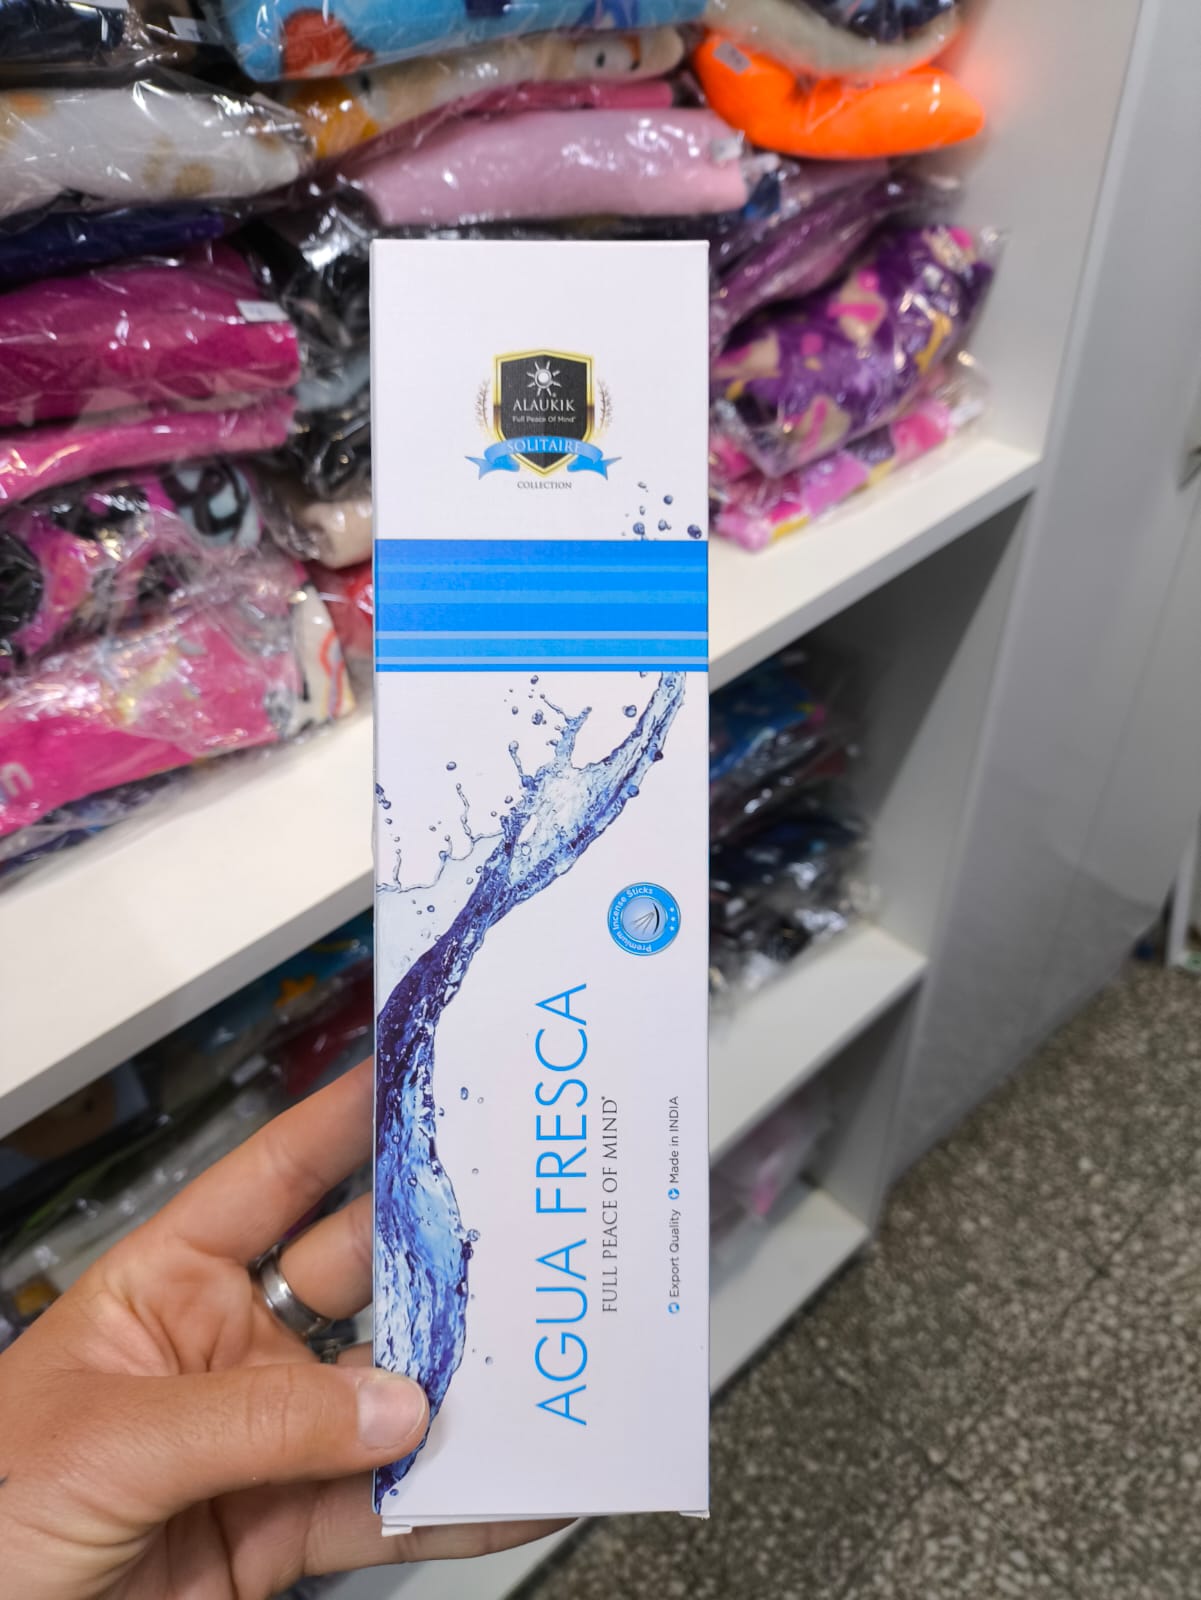 ALAUKIK
Full Peace Of Mind
SOLITAIRE
COLLECTION
Premium Incense Sticks
AGUA FRESCA
FULL PEACE OF MIND
Export Quality Made in INDIA